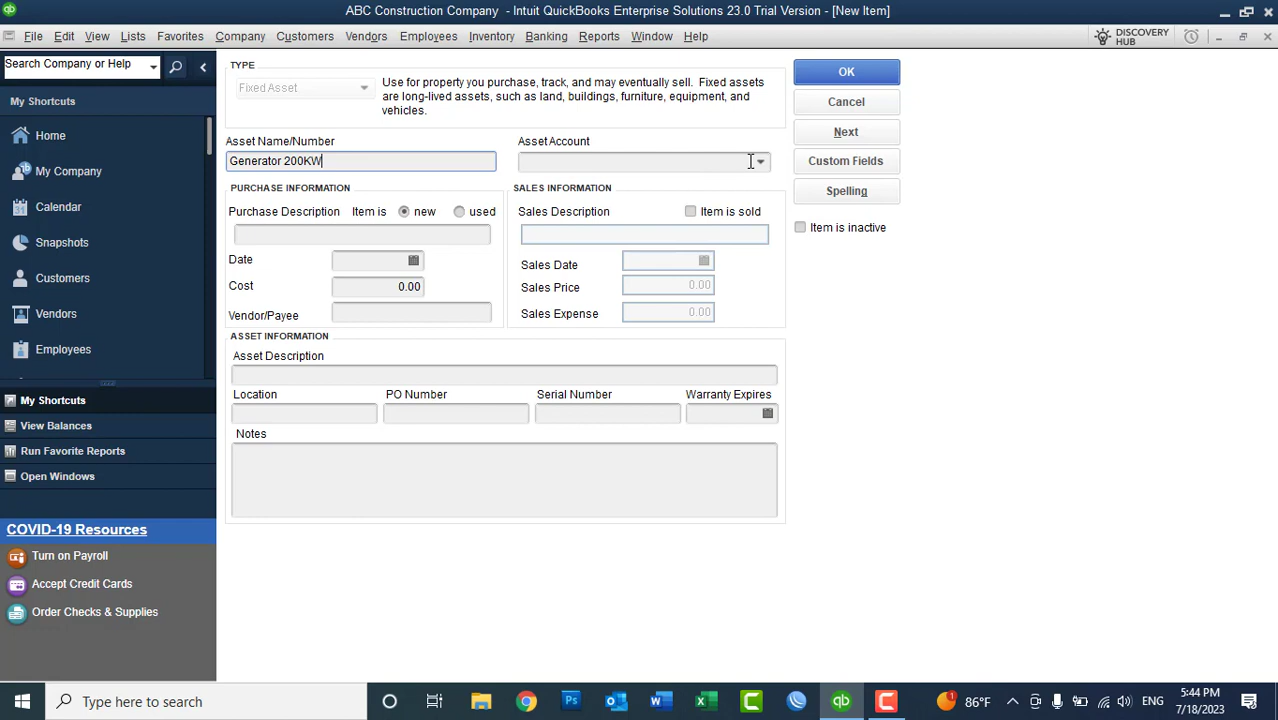 ABC Construction Company - Intuit QuickBooks Enterprise Solutions 23.0 Trial Version - [New Item]
File Edit View Lists Favorites Company Customers Vendors Employees Inventory Banking Reports Window Help
DISCOVERY
HUB
Search Company or Help
My Shortcuts
Home
My Company
Calendar
Snapshots
Customers
Vendors
Employees
My Shortcuts
View Balances
Run Favorite Reports
Open Windows
COVID-19 Resources
Turn on Payroll
Accept Credit Cards
Order Checks & Supplies
TYPE
Fixed Asset
Use for property you purchase, track, and may eventually sell. Fixed assets
are long-lived assets, such as land, buildings, furniture, equipment, and
vehicles.
Asset Name/Number
Generator 200KW
Asset Account
PURCHASE INFORMATION
Purchase Description Item is new used
Date
Cost 0.00
Vendor/Payee
SALES INFORMATION
Sales Description Item is sold
Sales Date
Sales Price 0.00
Sales Expense 0.00
ASSET INFORMATION
Asset Description
Location PO Number Serial Number Warranty Expires
Notes
OK
Cancel
Next
Custom Fields
Spelling
Item is inactive
Type here to search
86°F
ENG
5:44 PM
7/18/2023